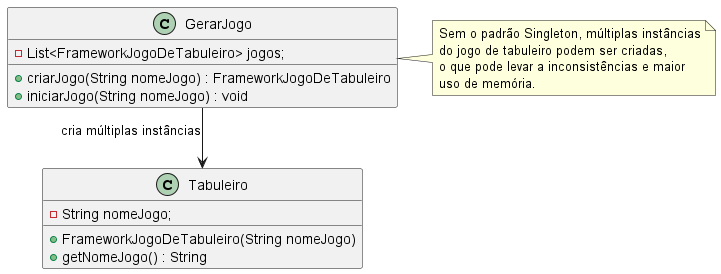 C GerarJogo
List<FrameworkJogoDeTabuleiro> jogos;
criarJogo(String nomeJogo) : FrameworkJogoDeTabuleiro
iniciarJogo(String nomeJogo) : void
Sem o padrão Singleton, múltiplas instâncias
do jogo de tabuleiro podem ser criadas,
o que pode levar a inconsistências e maior
uso de memória.
cria múltiplas instâncias
C Tabuleiro
String nomeJogo;
FrameworkJogoDeTabuleiro(String nomeJogo)
getNomeJogo() : String